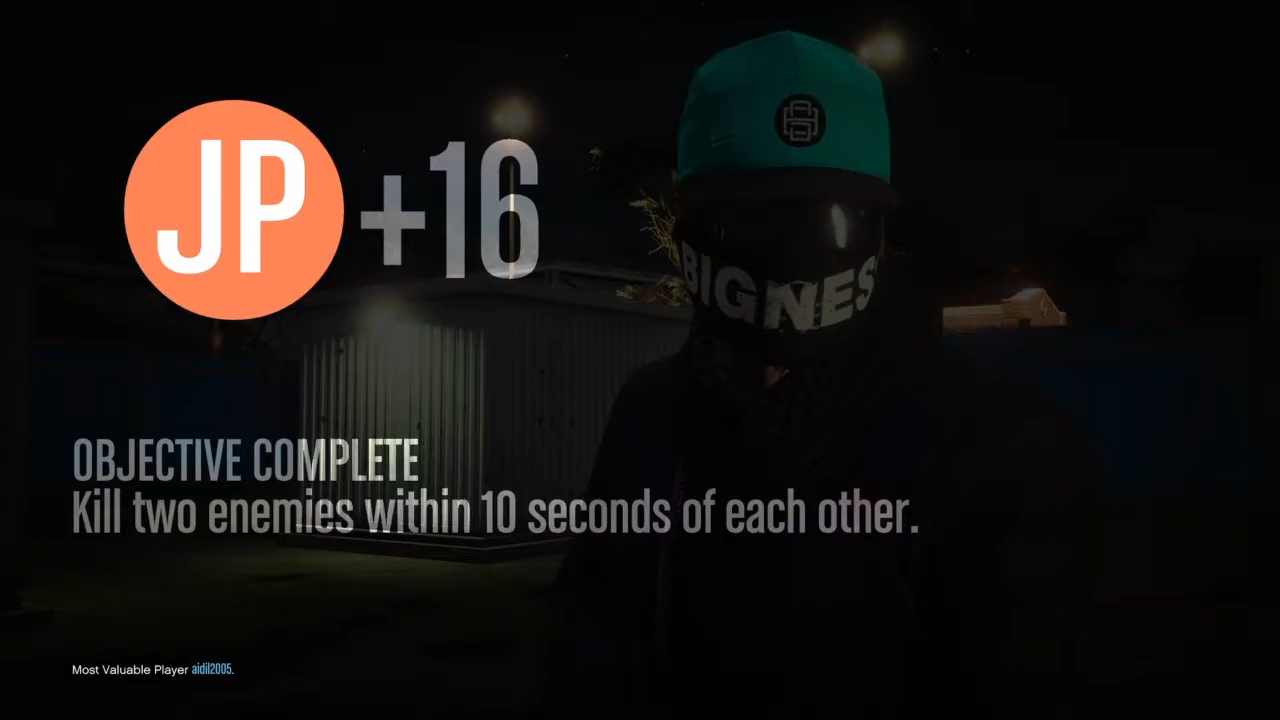 JP +16
BIGNES
OBJECTIVE COMPLETE
Kill two enemies within 10 seconds of each other.
Most Valuable Player aidil2005.